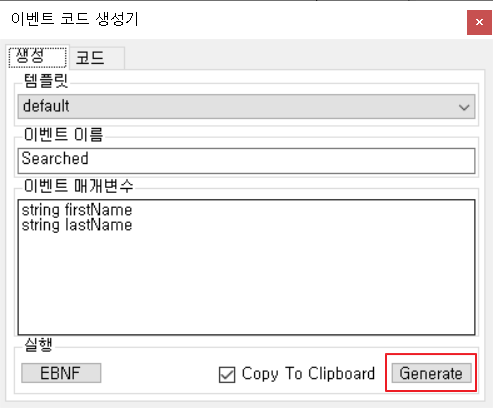 이벤트 코드 생성기
생성 코드
템플릿
default
이벤트 이름
Searched
이벤트 매개변수
string firstName
string lastName
실행
EBNF Copy To Clipboard Generate